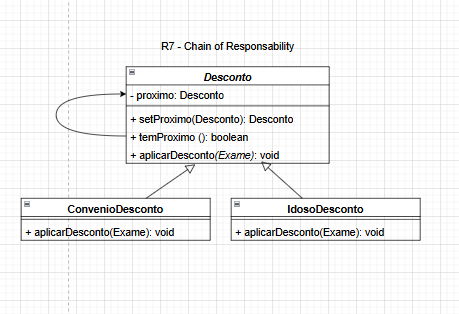 R7 - Chain of Responsability
Desconto
- proximo: Desconto
+ setProximo(Desconto): Desconto
+ temProximo (): boolean
+ aplicarDesconto(Exame): void
ConvenioDesconto
+ aplicarDesconto(Exame): void
IdosoDesconto
+ aplicarDesconto(Exame): void